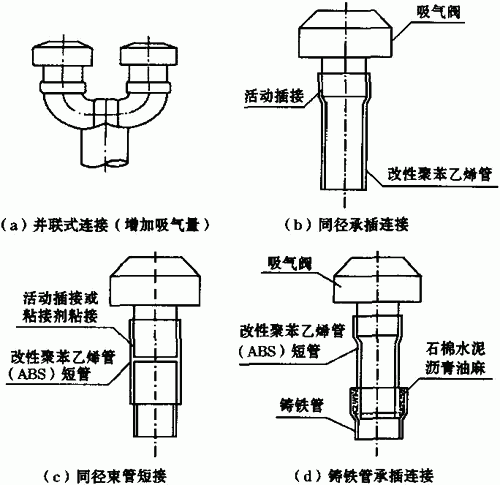 吸气阀
活动插接
改性聚苯乙烯管
(a) 并联式连接 (增加吸气量)
(b) 同径承插连接
活动插接或
粘接剂粘接
改性聚苯乙烯管
(ABS) 短管
(c) 同径束管短接
吸气阀
改性聚苯乙烯管
(ABS) 短管
石棉水泥
沥青油麻
铸铁管
(d) 铸铁管承插连接